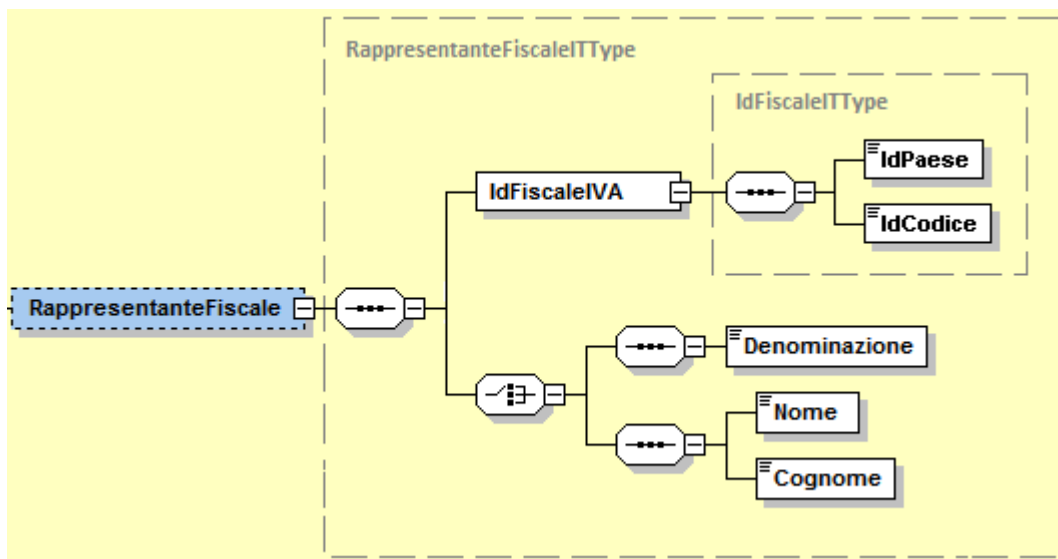 RappresentanteFiscaleITType
IdFiscaleITType
IdPaese
IdFiscaleIVA
IdCodice
RappresentanteFiscale
Denominazione
Nome
Cognome